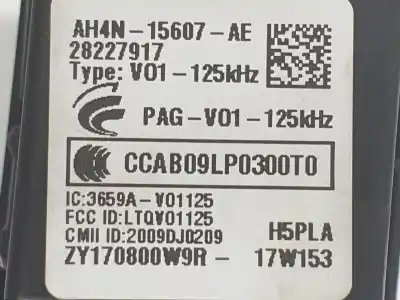 AH4N-15607-AE
28227917
Type: V01-125kHz
PAG-V01-125kHz
CCAB09LP0300T0
IC:3659A-V01125
FCC ID:LTQV01125
CMII ID:2009DJ0209
H5PLA
ZY170800W9R- 17W153